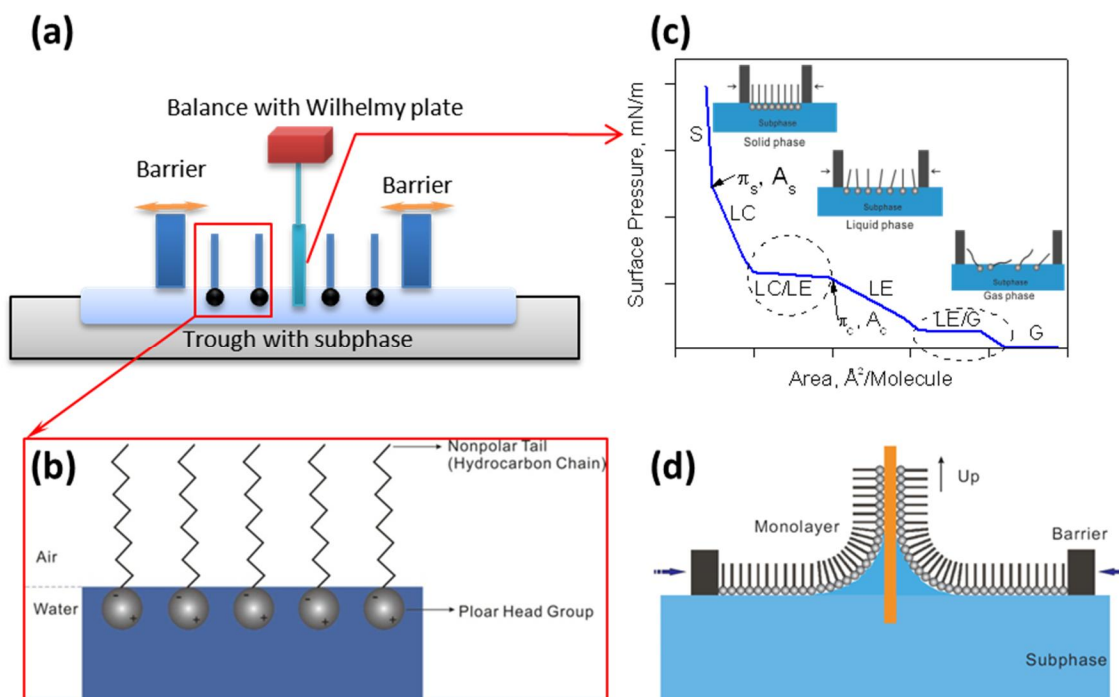 (a)
Balance with Wilhelmy plate
Barrier
Barrier
Trough with subphase
(c)
Surface Pressure, mN/m
S
πs, As
LC
LC/LE
πc, Ac
LE
LE/G
G
Subphase
Solid phase
Subphase
Liquid phase
Subphase
Gas phase
Area, Å²/Molecule
(b)
Nonpolar Tail
(Hydrocarbon Chain)
Air
Water
- - - - -
+ + + + +
Ploar Head Group
(d)
Up
Monolayer
Barrier
Subphase